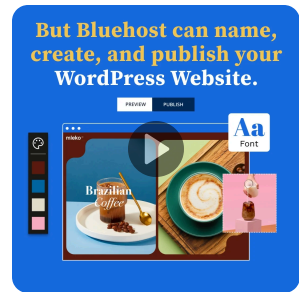 But Bluehost can name,
create, and publish your
WordPress Website.
PREVIEW PUBLISH
mleko
Aa
Font
Brazilian
Coffee